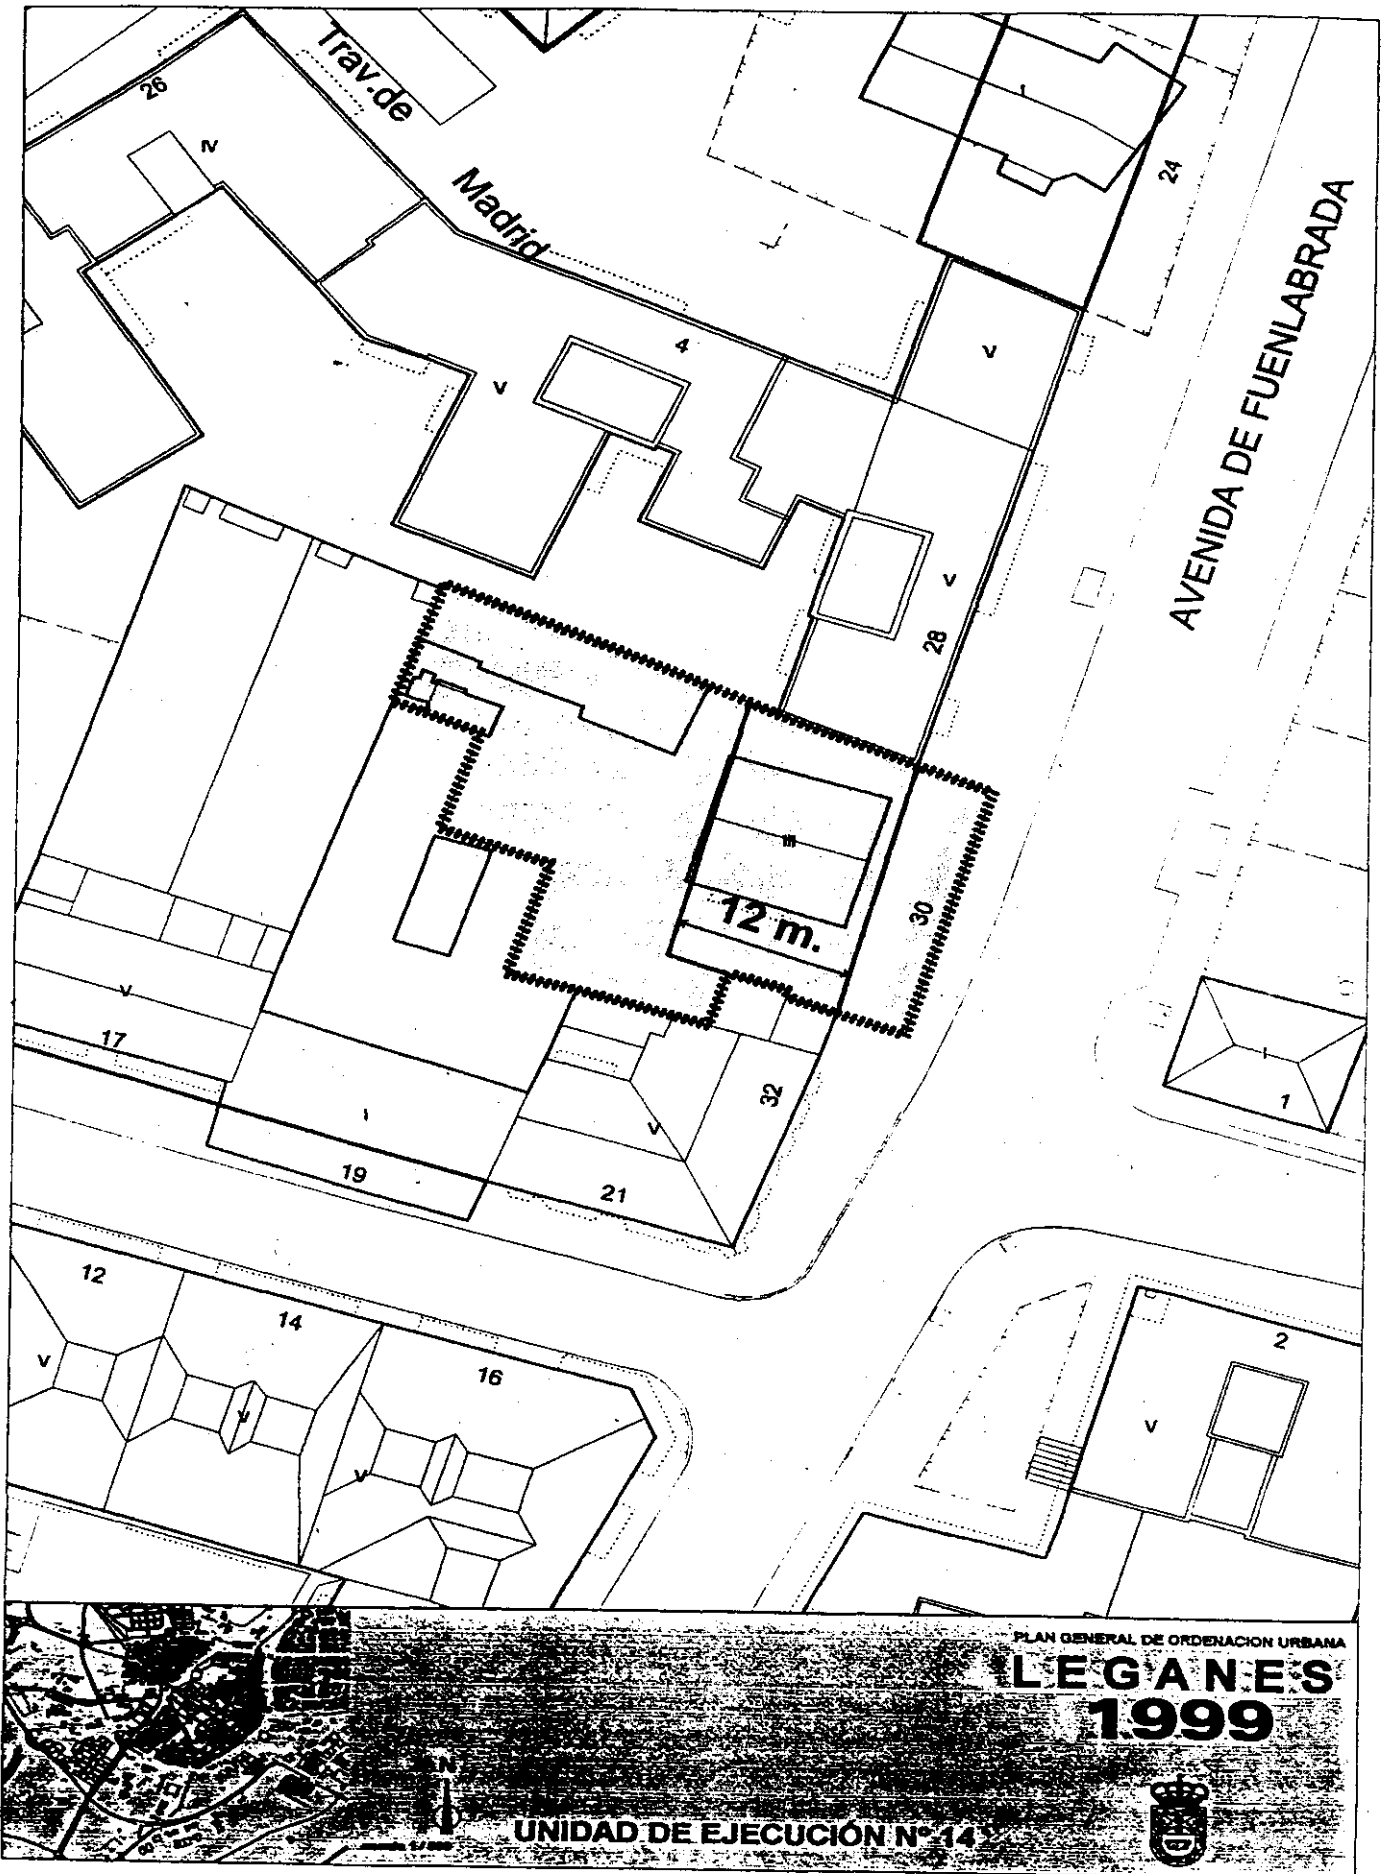 Trav.de
26
IV
Madrid
I
24
AVENIDA DE FUENLABRADA
V
4
V
V
28
III
12 m.
30
V
17
I
1
32
V
I
19
21
12
14
16
2
V
V
V
V
PLAN GENERAL DE ORDENACION URBANA
LEGANES
1999
N
UNIDAD DE EJECUCIÓN Nº 14